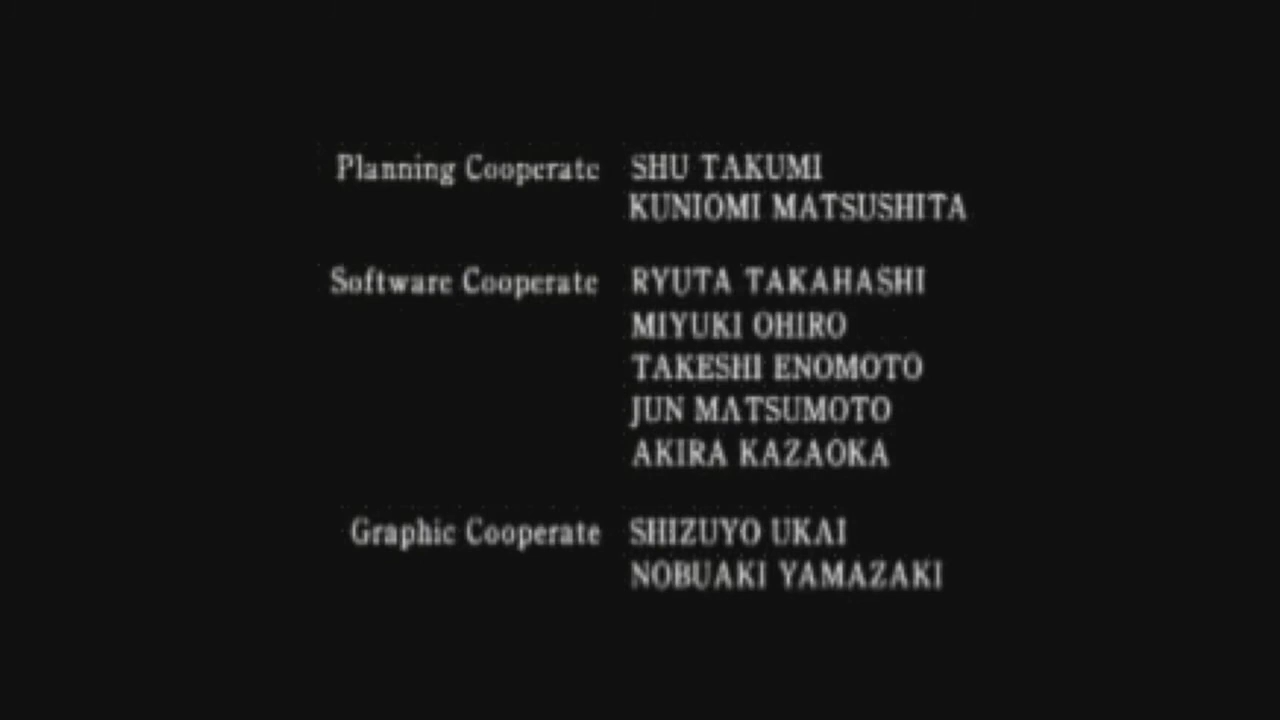 Planning Cooperate SHU TAKUMI
KUNIOMI MATSUSHITA
Software Cooperate RYUTA TAKAHASHI
MIYUKI OHIRO
TAKESHI ENOMOTO
JUN MATSUMOTO
AKIRA KAZAOKA
Graphic Cooperate SHIZUYO UKAI
NOBUAKI YAMAZAKI